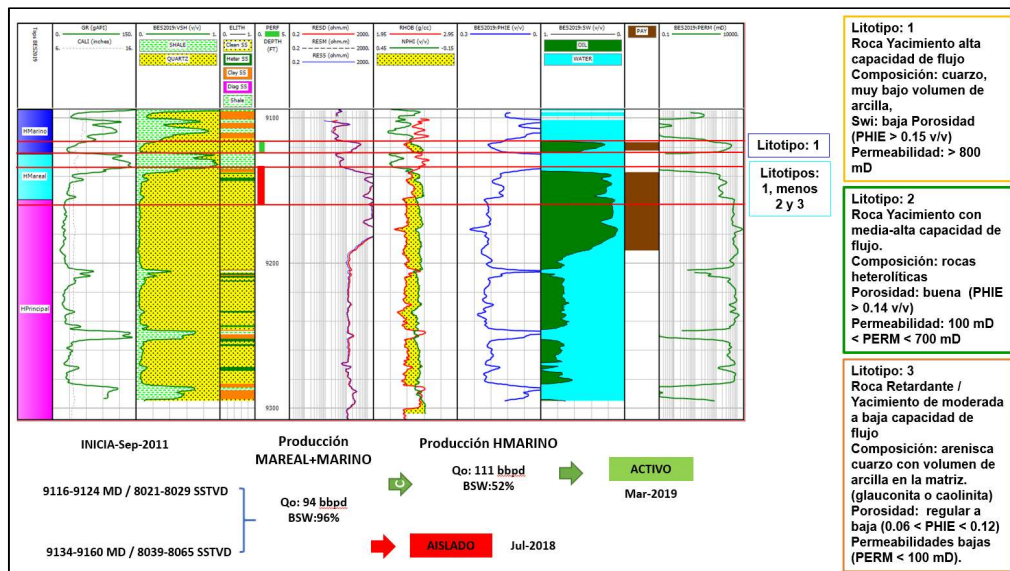 Tops BES2019
GR (gAPI)
0. 150.
CALI (inches)
6. 16.
BES2019:VSH (v/v)
0. 1.
SHALE
QUARTZ
ELITH
Clean SS
Heter SS
Clay SS
Diag SS
Shale
PERF
0. 5.
DEPTH
(FT)
RESD (ohm.m)
0.2 2000.
RESM (ohm.m)
0.2 2000.
RESS (ohm.m)
0.2 2000.
RHOB (g/cc)
1.95 2.95
NPHI (v/v)
0.45 -0.15
BES2019:PHIE (v/v)
0.3 0.
BES2019:SW (v/v)
0. 1.
OIL
WATER
PAY
BES2019:PERM (mD)
0.1 10000.
HMarino
HMareal
HPrincipal
9100
9200
9300
Litotipo: 1
Litotipos:
1, menos
2 y 3
Litotipo: 1
Roca Yacimiento alta
capacidad de flujo
Composición: cuarzo,
muy bajo volumen de
arcilla,
Swi: baja Porosidad
(PHIE > 0.15 v/v)
Permeabilidad: > 800
mD
Litotipo: 2
Roca Yacimiento con
media-alta capacidad de
flujo.
Composición: rocas
heterolíticas
Porosidad: buena (PHIE
> 0.14 v/v)
Permeabilidad: 100 mD
< PERM < 700 mD
Litotipo: 3
Roca Retardante /
Yacimiento de moderada
a baja capacidad de
flujo
Composición: arenisca
cuarzo con volumen de
arcilla en la matriz.
(glauconita o caolinita)
Porosidad: regular a
baja (0.06 < PHIE < 0.12)
Permeabilidades bajas
(PERM < 100 mD).
INICIA-Sep-2011
9116-9124 MD / 8021-8029 SSTVD
9134-9160 MD / 8039-8065 SSTVD
Producción
MAREAL+MARINO
Qo: 94 bbpd
BSW:96%
Producción HMARINO
C
Qo: 111 bbpd
BSW:52%
ACTIVO
Mar-2019
AISLADO
Jul-2018